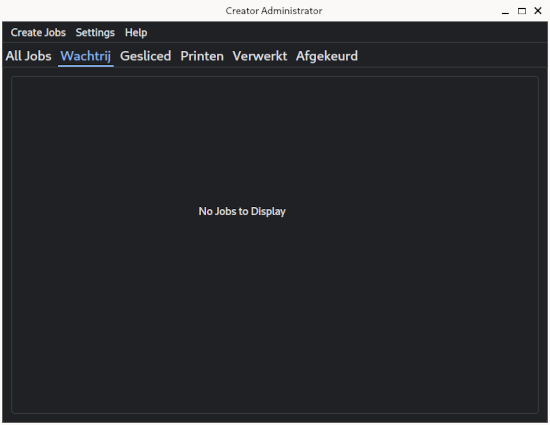 Creator Administrator
Create Jobs Settings Help
All Jobs Wachtrij Gesliced Printen Verwerkt Afgekeurd
No Jobs to Display